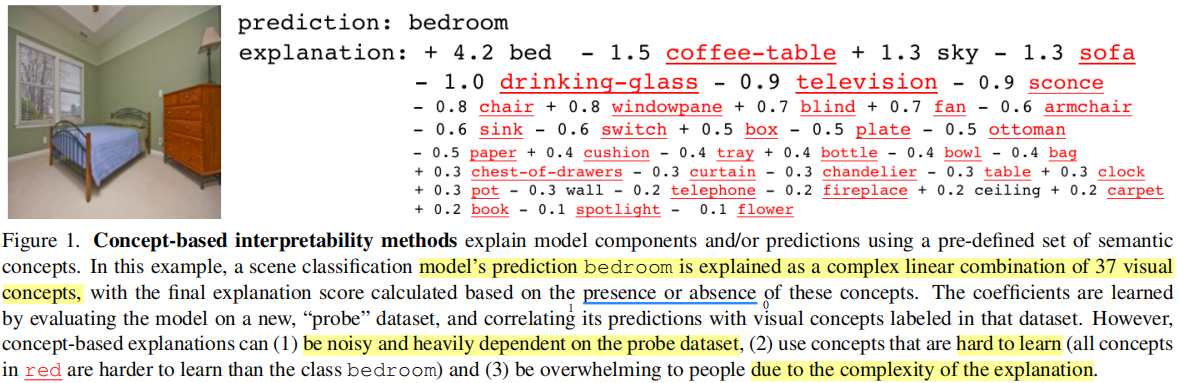 prediction: bedroom
explanation: + 4.2 bed - 1.5 coffee-table + 1.3 sky - 1.3 sofa
- 1.0 drinking-glass - 0.9 television - 0.9 sconce
- 0.8 chair + 0.8 windowpane + 0.7 blind + 0.7 fan - 0.6 armchair
- 0.6 sink - 0.6 switch + 0.5 box - 0.5 plate - 0.5 ottoman
- 0.5 paper + 0.4 cushion - 0.4 tray + 0.4 bottle - 0.4 bowl - 0.4 bag
+ 0.3 chest-of-drawers - 0.3 curtain - 0.3 chandelier - 0.3 table + 0.3 clock
+ 0.3 pot - 0.3 wall - 0.2 telephone - 0.2 fireplace + 0.2 ceiling + 0.2 carpet
+ 0.2 book - 0.1 spotlight - 0.1 flower
Figure 1. Concept-based interpretability methods explain model components and/or predictions using a pre-defined set of semantic
concepts. In this example, a scene classification model's prediction bedroom is explained as a complex linear combination of 37 visual
concepts, with the final explanation score calculated based on the presence or absence of these concepts. The coefficients are learned
1 0
by evaluating the model on a new, "probe" dataset, and correlating its predictions with visual concepts labeled in that dataset. However,
concept-based explanations can (1) be noisy and heavily dependent on the probe dataset, (2) use concepts that are hard to learn (all concepts
in red are harder to learn than the class bedroom) and (3) be overwhelming to people due to the complexity of the explanation.